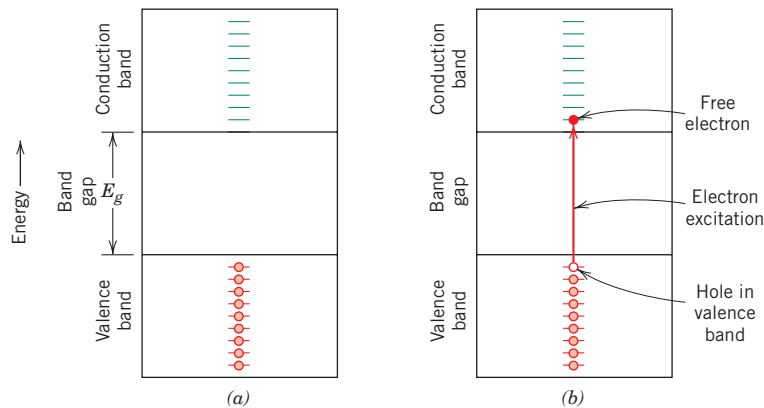 Conduction
band
Band
gap
E_g
Valence
band
Energy
(a)
Conduction
band
Band
gap
Valence
band
Free
electron
Electron
excitation
Hole in
valence
band
(b)